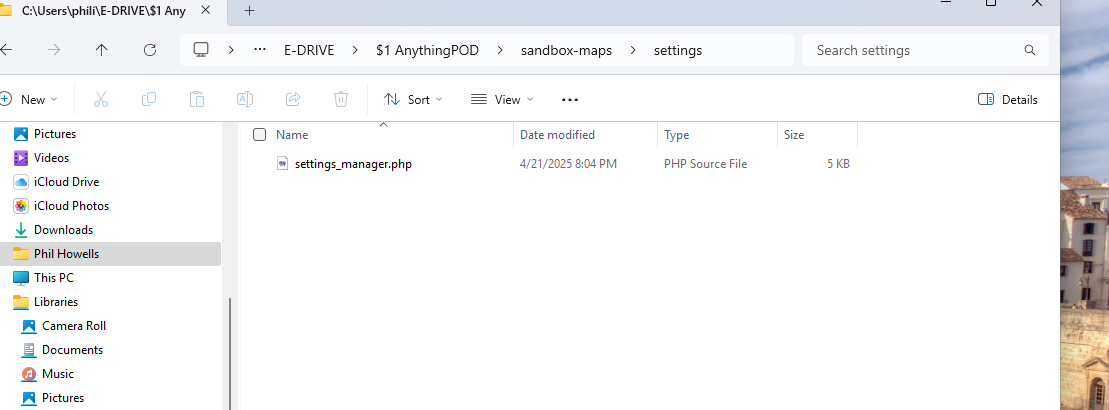 C:\Users\phili\E-DRIVE\$1 Any
E-DRIVE > $1 AnythingPOD > sandbox-maps > settings
Search settings
New
Sort
View
Details
Name
Date modified
Type
Size
settings_manager.php
4/21/2025 8:04 PM
PHP Source File
5 KB
Pictures
Videos
iCloud Drive
iCloud Photos
Downloads
Phil Howells
This PC
Libraries
Camera Roll
Documents
Music
Pictures